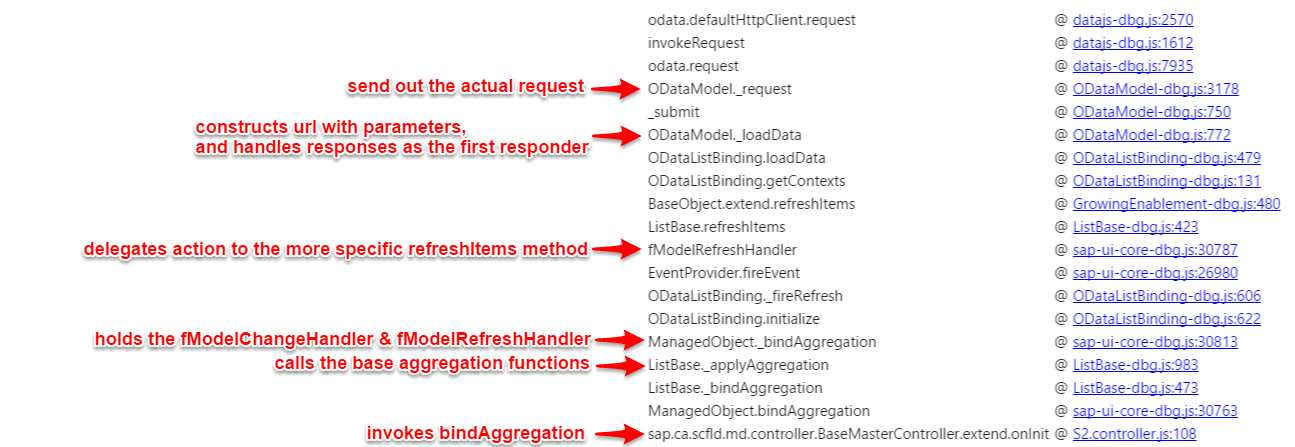 odata.defaultHttpClient.request @ datajs-dbg.js:2570
invokeRequest @ datajs-dbg.js:1612
odata.request @ datajs-dbg.js:7935
send out the actual request ODataModel._request @ ODataModel-dbg.js:3178
_submit @ ODataModel-dbg.js:750
constructs url with parameters,
and handles responses as the first responder ODataModel._loadData @ ODataModel-dbg.js:772
ODataListBinding.loadData @ ODataListBinding-dbg.js:479
ODataListBinding.getContexts @ ODataListBinding-dbg.js:131
BaseObject.extend.refreshItems @ GrowingEnablement-dbg.js:480
ListBase.refreshItems @ ListBase-dbg.js:423
delegates action to the more specific refreshItems method fModelRefreshHandler @ sap-ui-core-dbg.js:30787
EventProvider.fireEvent @ sap-ui-core-dbg.js:26980
ODataListBinding._fireRefresh @ ODataListBinding-dbg.js:606
ODataListBinding.initialize @ ODataListBinding-dbg.js:622
holds the fModelChangeHandler & fModelRefreshHandler ManagedObject._bindAggregation @ sap-ui-core-dbg.js:30813
calls the base aggregation functions ListBase._applyAggregation @ ListBase-dbg.js:983
ListBase._bindAggregation @ ListBase-dbg.js:473
ManagedObject.bindAggregation @ sap-ui-core-dbg.js:30763
invokes bindAggregation sap.ca.scfld.md.controller.BaseMasterController.extend.onInit @ S2.controller.js:108